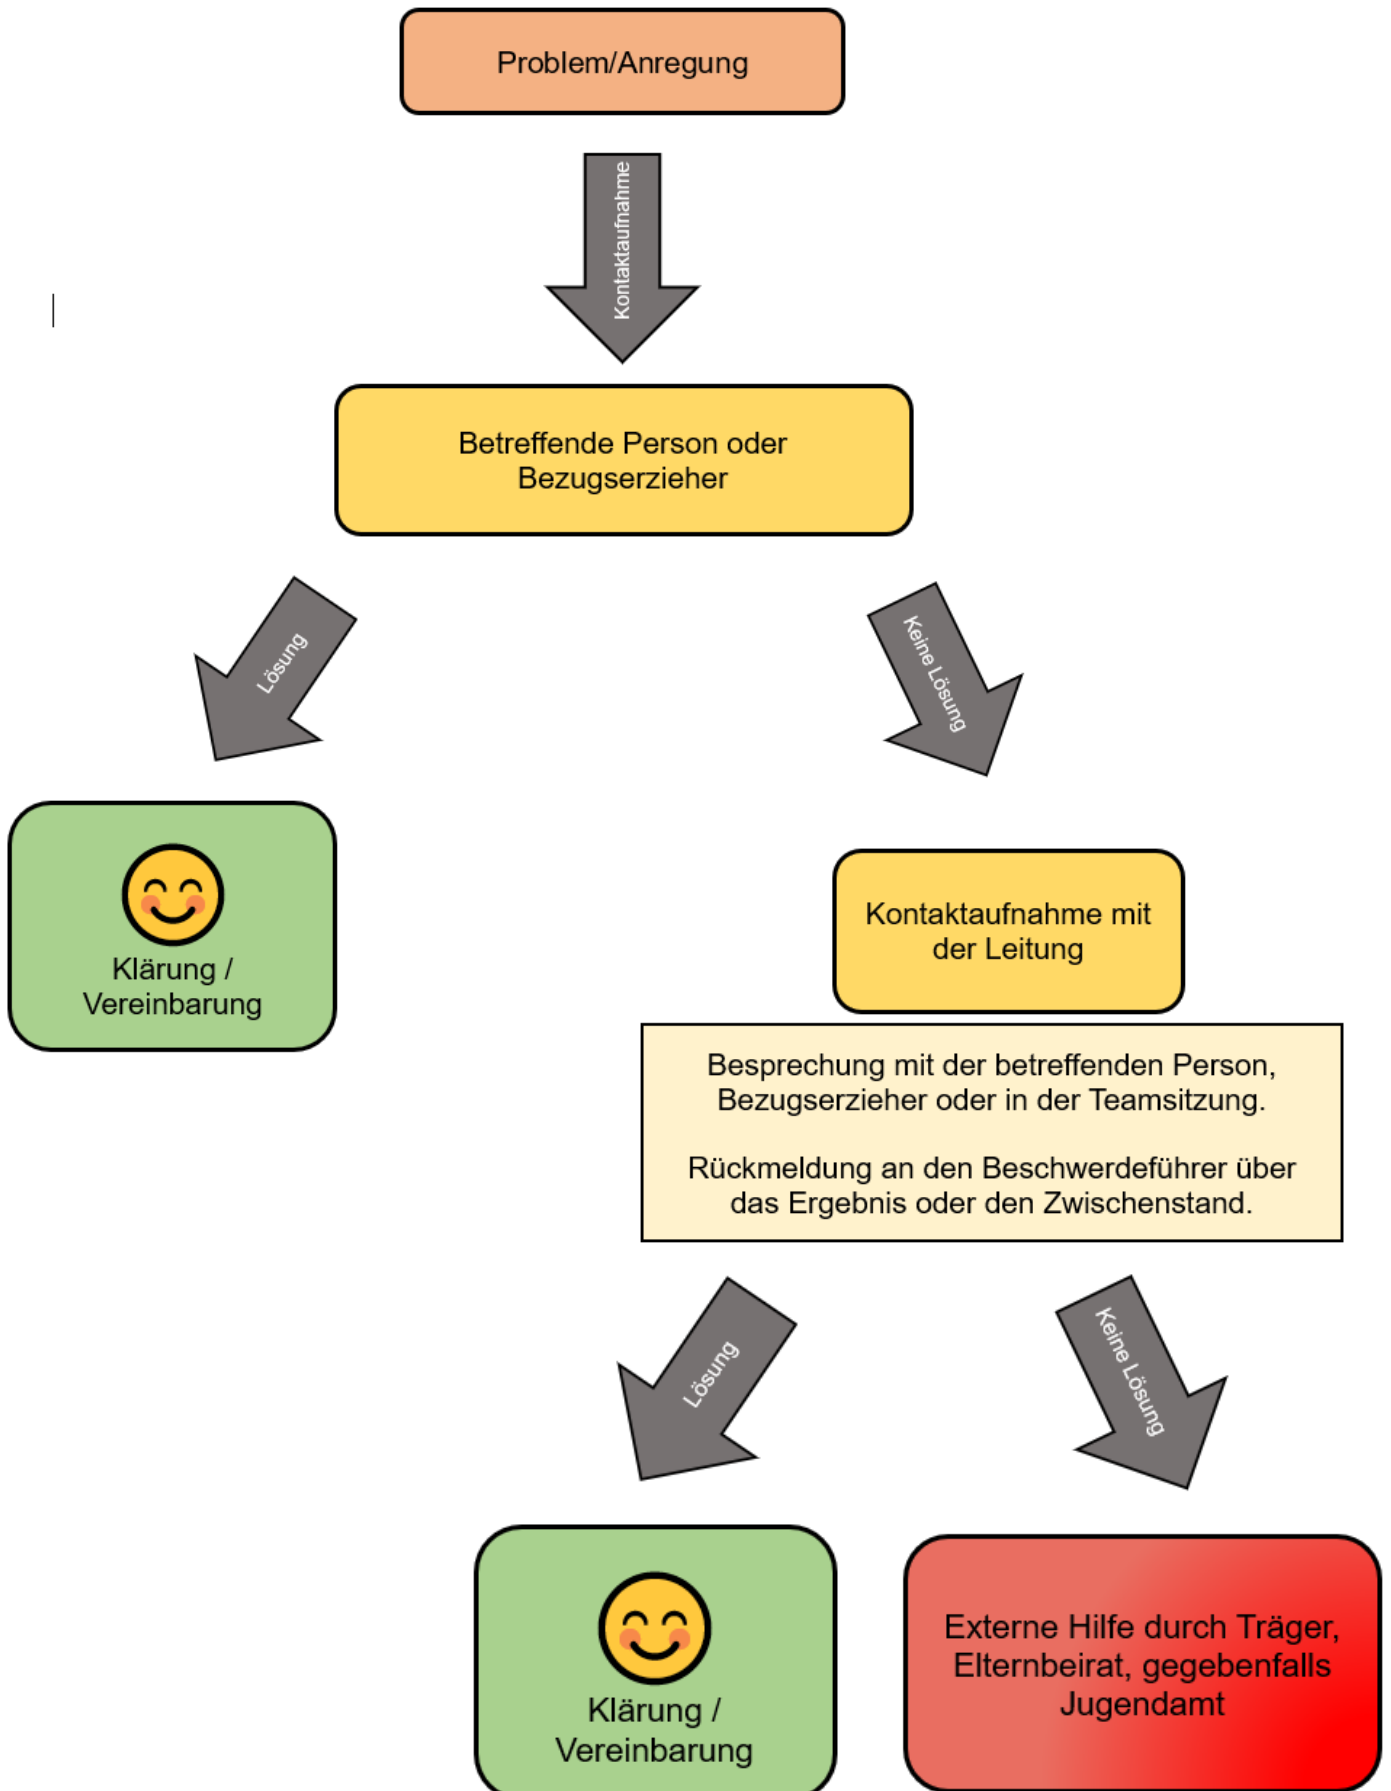 Problem/Anregung
Kontaktaufnahme
Betreffende Person oder
Bezugserzieher
Lösung
Keine Lösung
Klärung /
Vereinbarung
Kontaktaufnahme mit
der Leitung
Besprechung mit der betreffenden Person,
Bezugserzieher oder in der Teamsitzung.
Rückmeldung an den Beschwerdeführer über
das Ergebnis oder den Zwischenstand.
Lösung
Keine Lösung
Klärung /
Vereinbarung
Externe Hilfe durch Träger,
Elternbeirat, gegebenfalls
Jugendamt